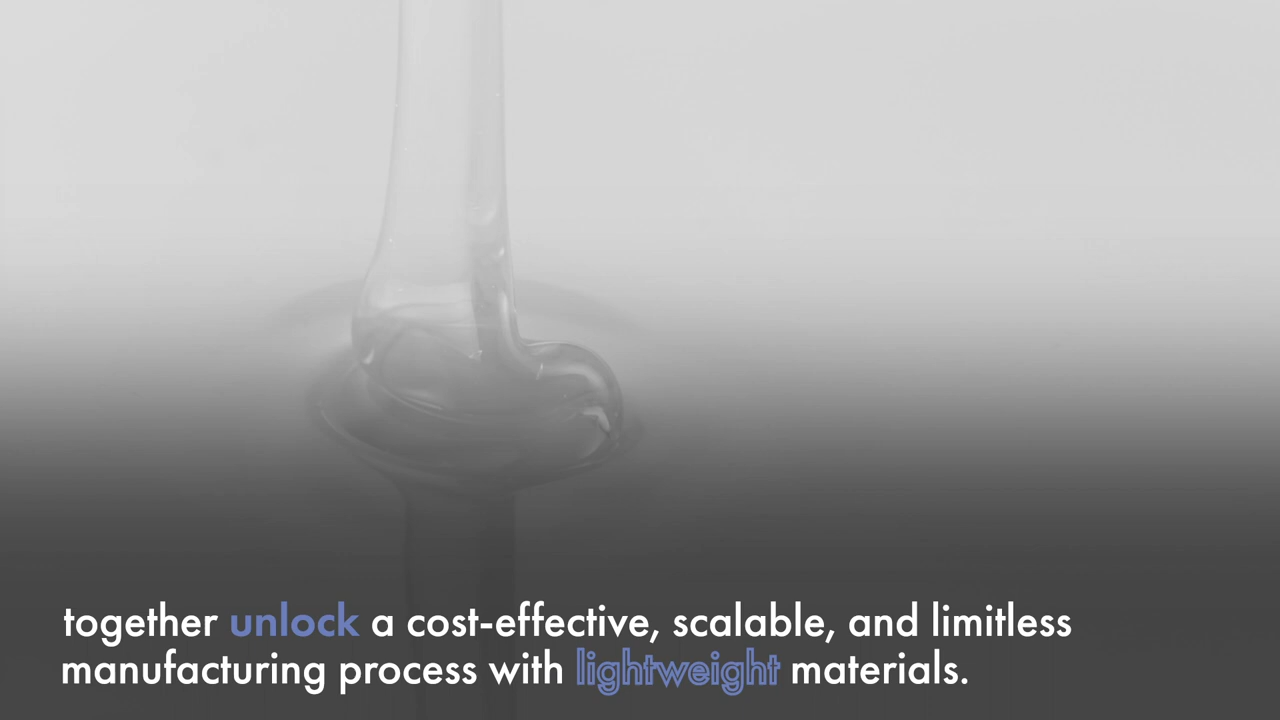 together unlock a cost-effective, scalable, and limitless
manufacturing process with lightweight materials.